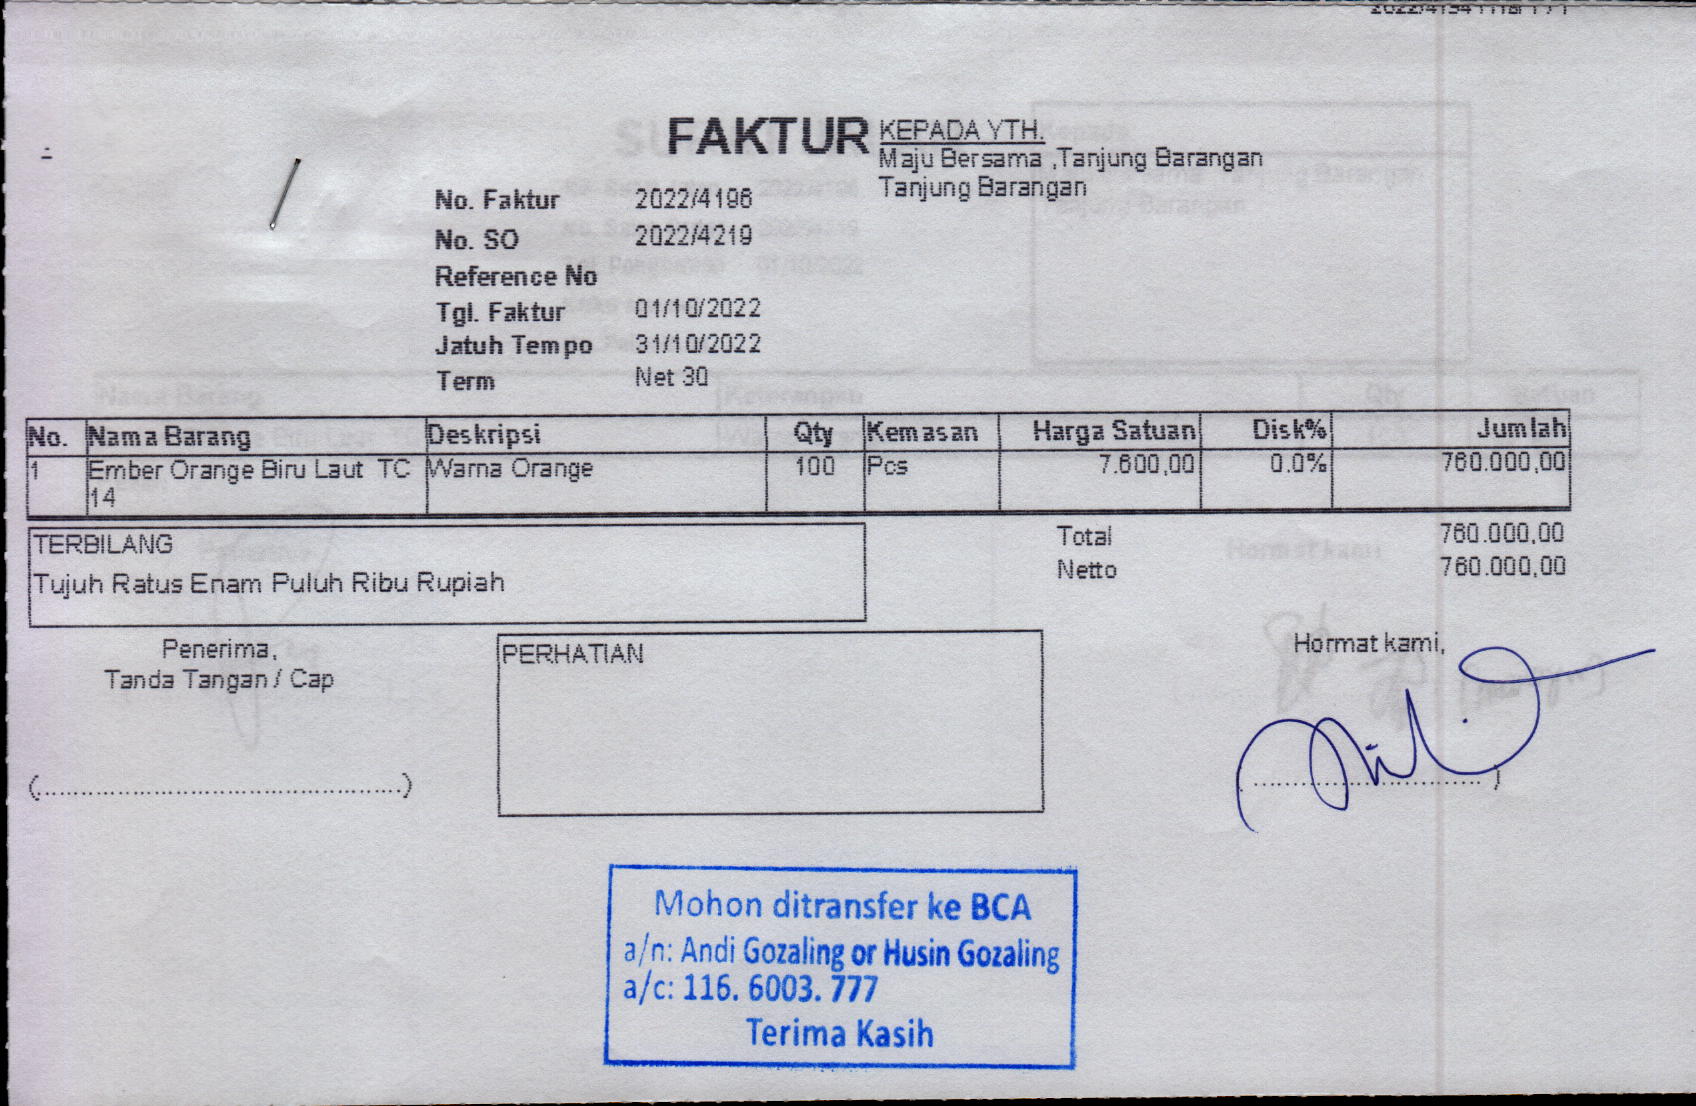 FAKTUR
KEPADA YTH.
Maju Bersama ,Tanjung Barangan
Tanjung Barangan
No. Faktur 2022/4196
No. SO 2022/4219
Reference No
Tgl. Faktur 01/10/2022
Jatuh Tempo 31/10/2022
Term Net 30
No. Nama Barang Deskripsi Qty Kemasan Harga Satuan Disk% Jumlah
1 Ember Orange Biru Laut TC Warna Orange 100 Pcs 7.600,00 0.0% 760.000,00
14
TERBILANG
Tujuh Ratus Enam Puluh Ribu Rupiah
Total 760.000,00
Netto 760.000,00
Penerima,
Tanda Tangan / Cap
PERHATIAN
Hormat kami,
Mohon ditransfer ke BCA
a/n: Andi Gozaling or Husin Gozaling
a/c: 116. 6003. 777
Terima Kasih